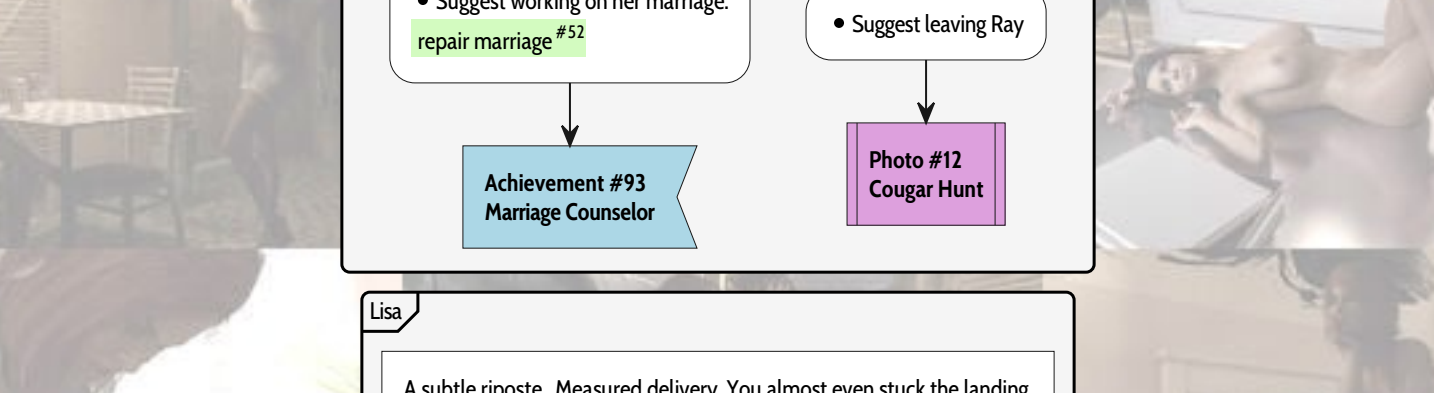 • Suggest working on her marriage.
repair marriage #52
• Suggest leaving Ray
Achievement #93
Marriage Counselor
Photo #12
Cougar Hunt
Lisa
A subtle riposte. Measured delivery. You almost even stuck the landing.